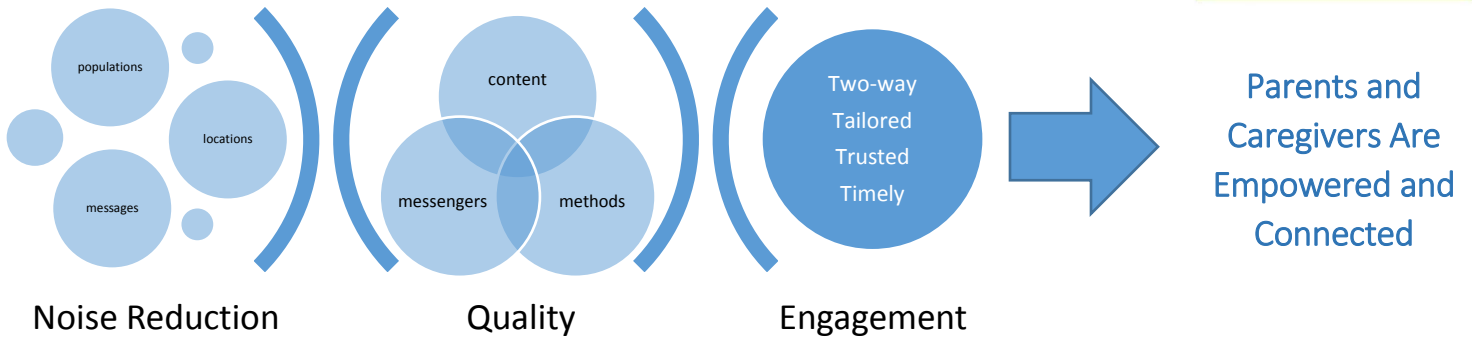 populations
locations
messages
Noise Reduction
content
messengers
methods
Quality
Two-way
Tailored
Trusted
Timely
Engagement
Parents and
Caregivers Are
Empowered and
Connected